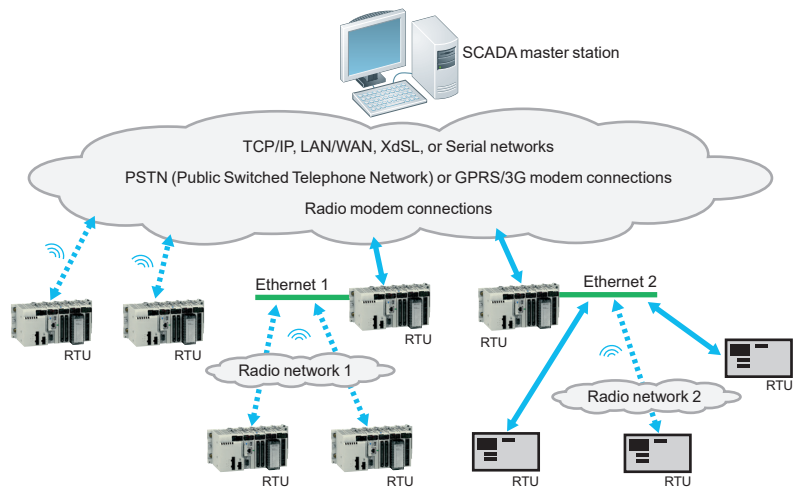 SCADA master station
TCP/IP, LAN/WAN, XdSL, or Serial networks
PSTN (Public Switched Telephone Network) or GPRS/3G modem connections
Radio modem connections
Ethernet 1
Ethernet 2
RTU
RTU
RTU
RTU
Radio network 1
RTU
Radio network 2
RTU
RTU
RTU
RTU